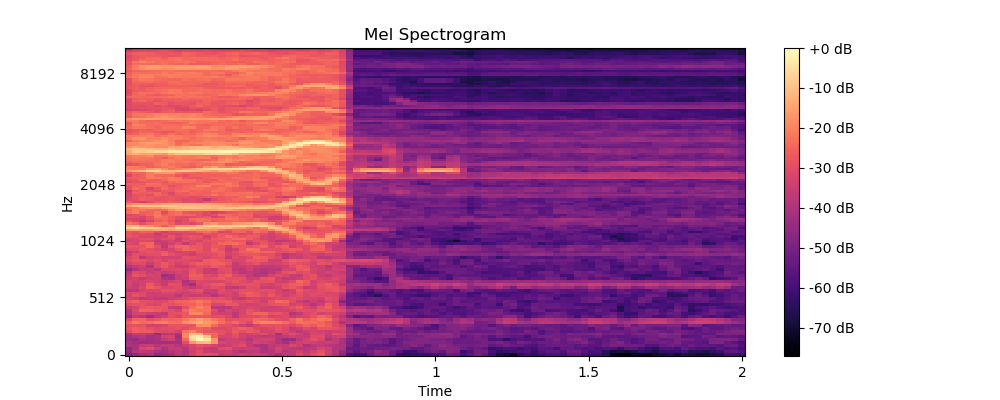 Mel Spectrogram
Hz
8192
4096
2048
1024
512
0
0
0.5
1
1.5
2
Time
+0 dB
-10 dB
-20 dB
-30 dB
-40 dB
-50 dB
-60 dB
-70 dB